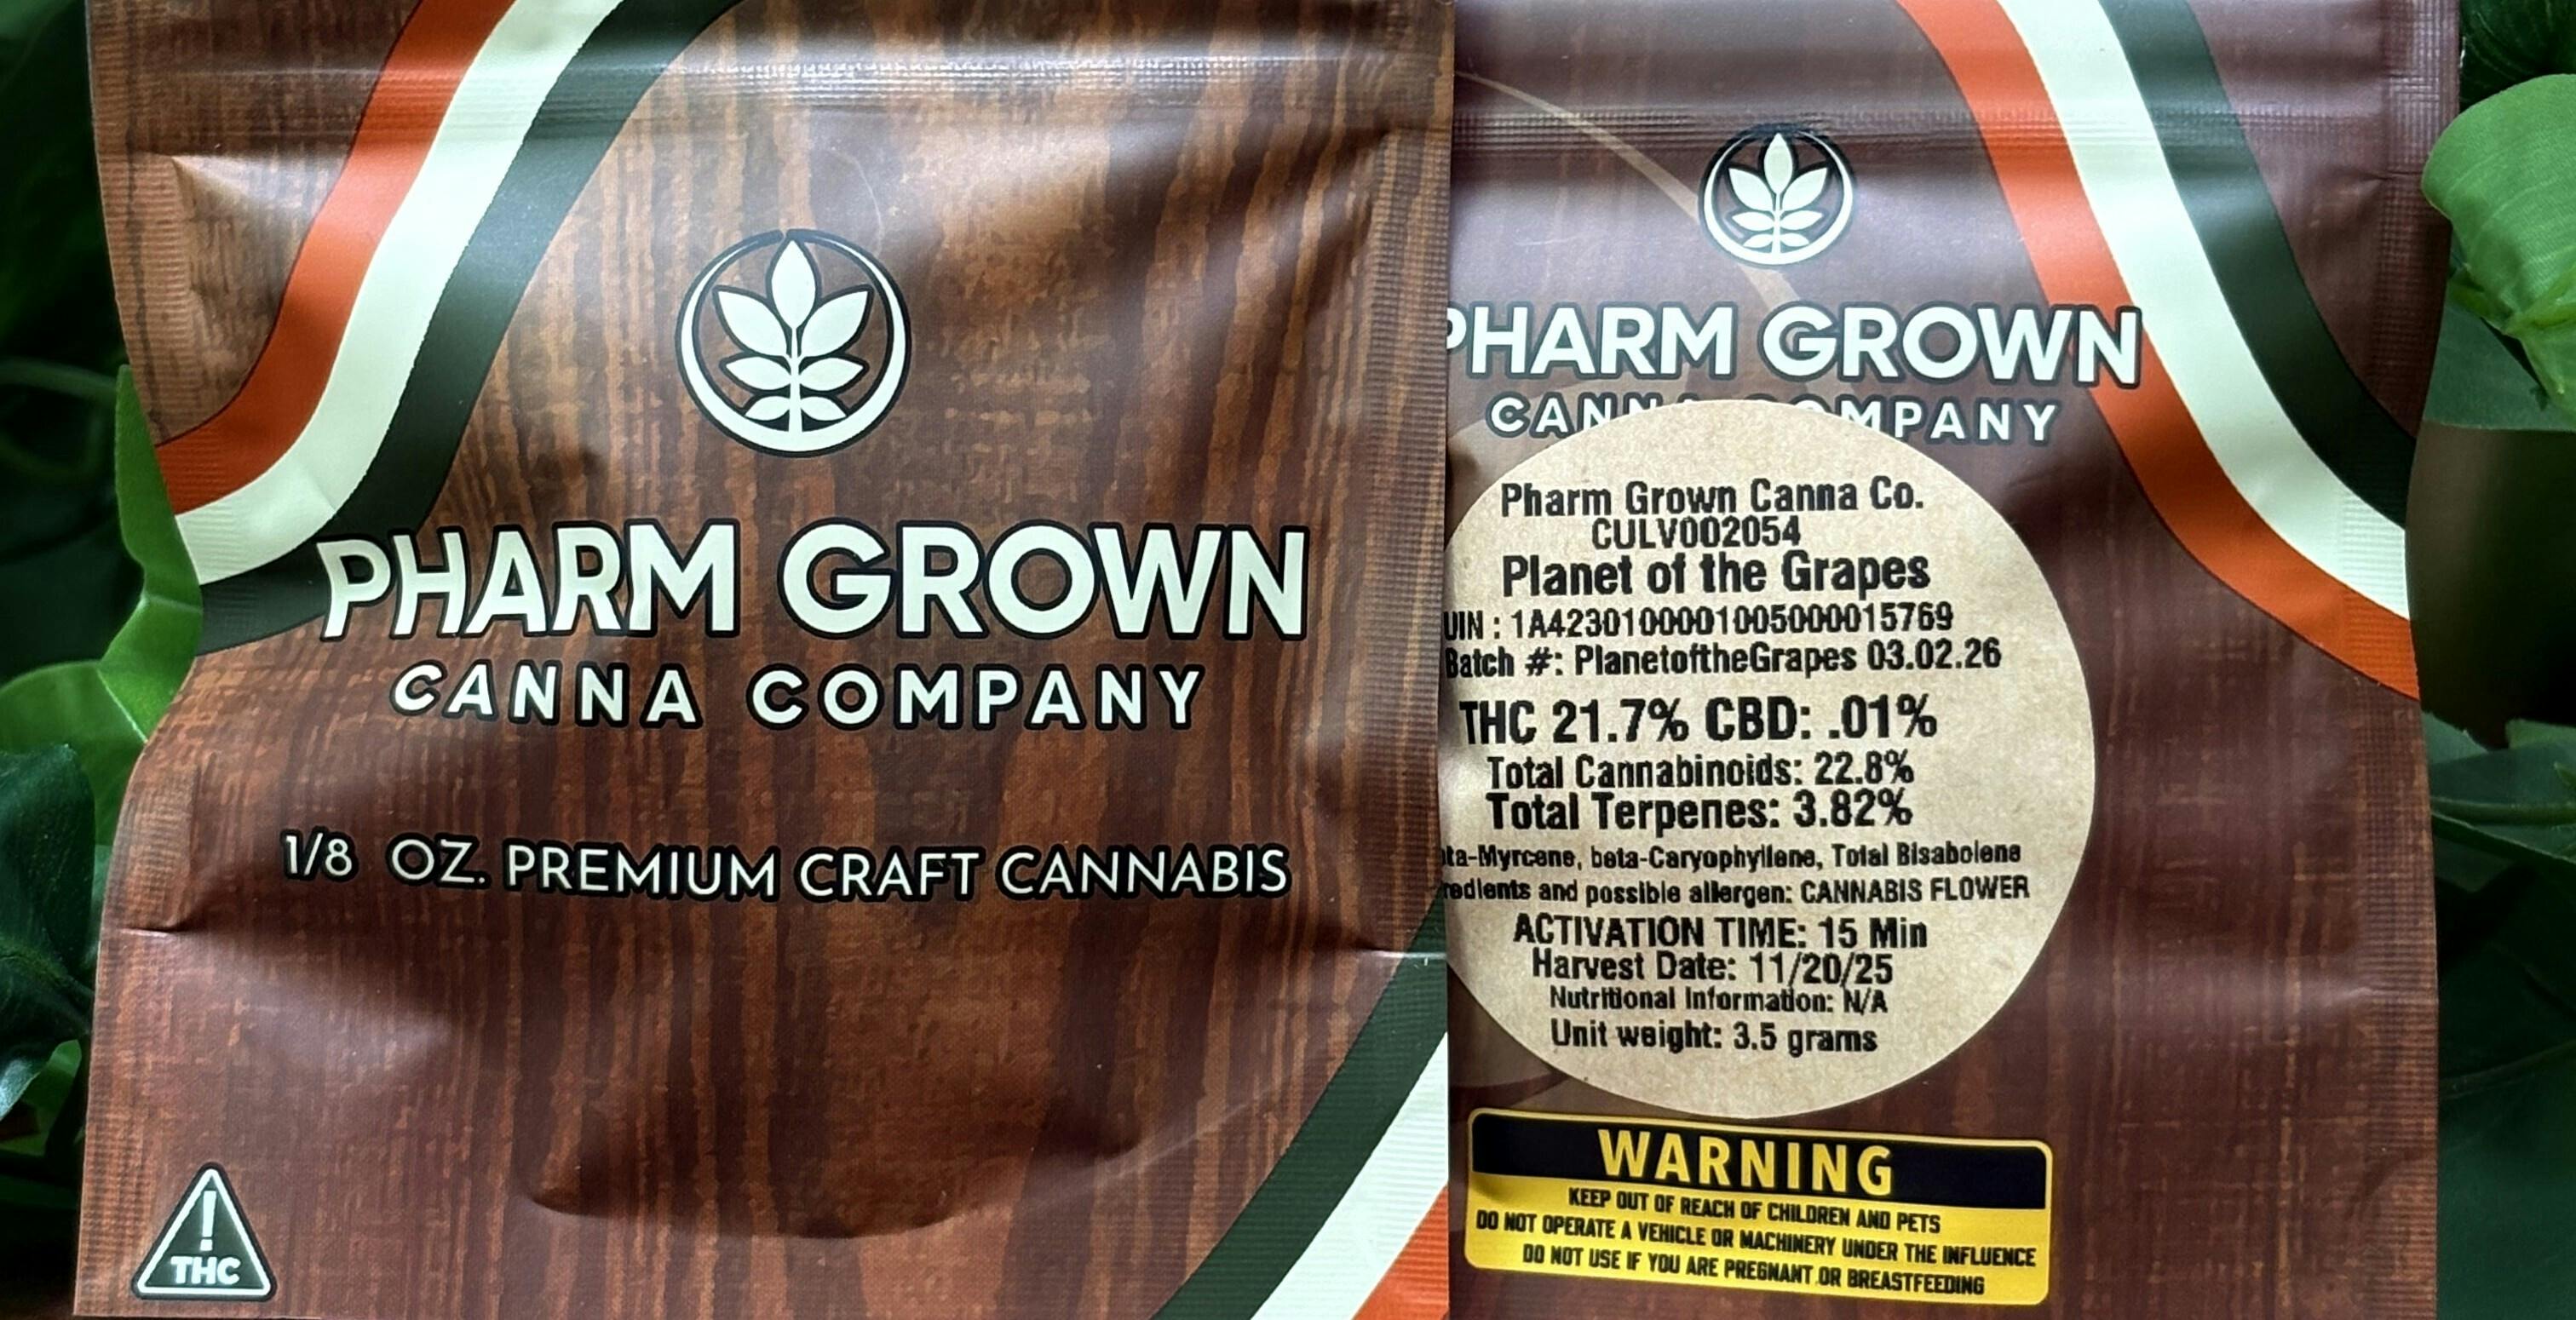 PHARM GROWN
CANNA COMPANY
1/8 OZ. PREMIUM CRAFT CANNABIS
!
THC
PHARM GROWN
COMPANY
Pharm Grown Canna Co.
CULV002054
Planet of the Grapes
UIN : 1A4230100001005000015769
Batch #: PlanetoftheGrapes 03.02.26
THC 21.7% CBD: .01%
Total Cannabinoids: 22.8%
Total Terpenes: 3.82%
ta-Myrcene, beta-Caryophyllene, Total Bisabolene
redients and possible allergen: CANNABIS FLOWER
ACTIVATION TIME: 15 Min
Harvest Date: 11/20/25
Nutritional Information: N/A
Unit weight: 3.5 grams
WARNING
KEEP OUT OF REACH OF CHILDREN AND PETS
DO NOT OPERATE A VEHICLE OR MACHINERY UNDER THE INFLUENCE
DO NOT USE IF YOU ARE PREGNANT OR BREASTFEEDING